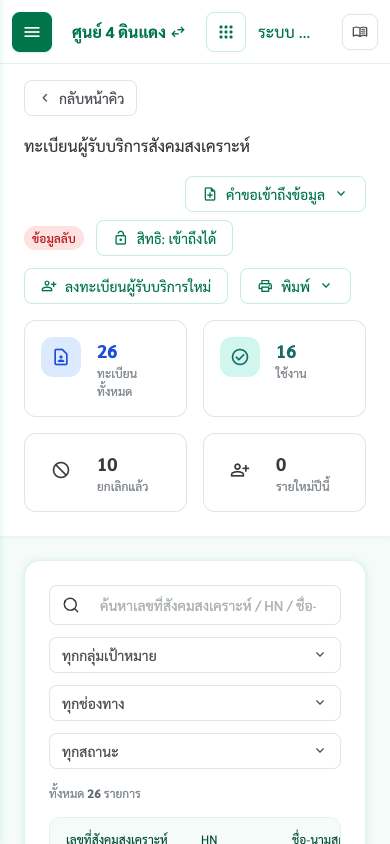 ศูนย์ 4 ดินแดง
ระบบ ...
กลับหน้าคิว
ทะเบียนผู้รับบริการสังคมสงเคราะห์
คำขอเข้าถึงข้อมูล
ข้อมูลลับ
สิทธิ: เข้าถึงได้
ลงทะเบียนผู้รับบริการใหม่
พิมพ์
26
ทะเบียน
ทั้งหมด
16
ใช้งาน
10
ยกเลิกแล้ว
0
รายใหม่ปีนี้
ค้นหาเลขที่สังคมสงเคราะห์ / HN / ชื่อ-
ทุกกลุ่มเป้าหมาย
ทุกช่องทาง
ทุกสถานะ
ทั้งหมด 26 รายการ
เลขที่สังคมสงเคราะห์ HN ชื่อ-นามสกุ